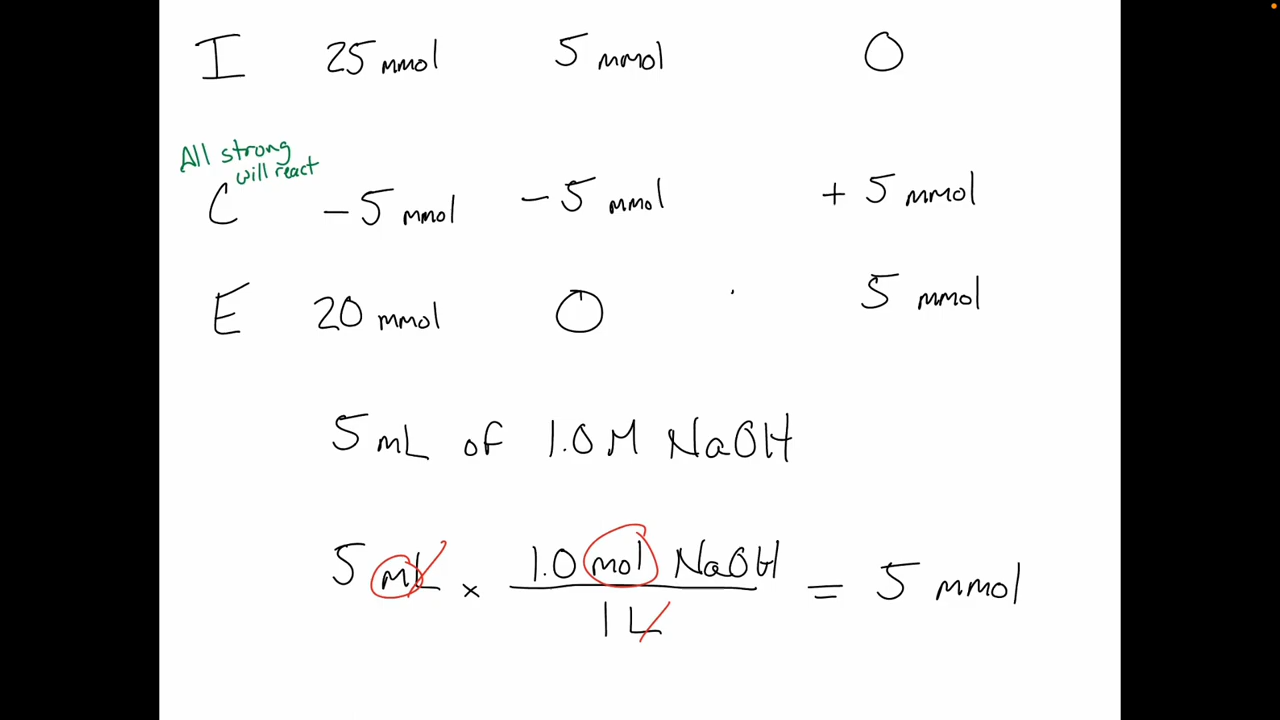 I 25 mmol 5 mmol 0
All strong
will react
C - 5 mmol - 5 mmol + 5 mmol
E 20 mmol 0 5 mmol
5 mL of 1.0 M NaOH
5 mL × 1.0 mol NaOH / 1 L = 5 mmol